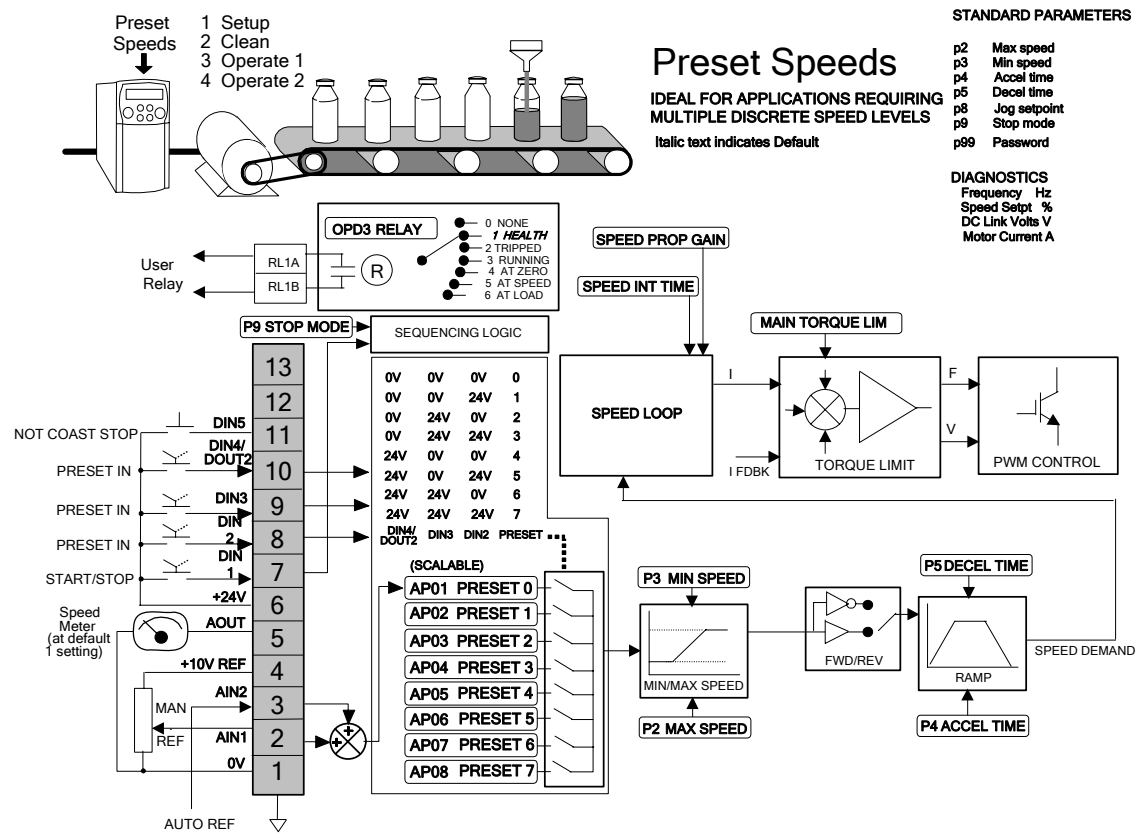 Preset
Speeds
1 Setup
2 Clean
3 Operate 1
4 Operate 2
Preset Speeds
IDEAL FOR APPLICATIONS REQUIRING
MULTIPLE DISCRETE SPEED LEVELS
Italic text indicates Default
STANDARD PARAMETERS
p2 Max speed
p3 Min speed
p4 Accel time
p5 Decel time
p8 Jog setpoint
p9 Stop mode
p99 Password
DIAGNOSTICS
Frequency Hz
Speed Setpt %
DC Link Volts V
Motor Current A
User
Relay
RL1A
RL1B
OPD3 RELAY
R
0 NONE
1 HEALTH
2 TRIPPED
3 RUNNING
4 AT ZERO
5 AT SPEED
6 AT LOAD
P9 STOP MODE
SEQUENCING LOGIC
SPEED PROP GAIN
SPEED INT TIME
SPEED LOOP
MAIN TORQUE LIM
I
I FDBK
TORQUE LIMIT
F
V
PWM CONTROL
13
12
11
10
9
8
7
6
5
4
3
2
1
NOT COAST STOP
DIN5
DIN4/
DOUT2
PRESET IN
DIN3
PRESET IN
DIN
2
PRESET IN
DIN
1
START/STOP
+24V
Speed
Meter
(at default
1 setting)
AOUT
+10V REF
AIN2
MAN
REF
AIN1
0V
AUTO REF
0V 0V 0V 0
0V 0V 24V 1
0V 24V 0V 2
0V 24V 24V 3
24V 0V 0V 4
24V 0V 24V 5
24V 24V 0V 6
24V 24V 24V 7
DIN4/
DOUT2 DIN3 DIN2 PRESET
(SCALABLE)
AP01 PRESET 0
AP02 PRESET 1
AP03 PRESET 2
AP04 PRESET 3
AP05 PRESET 4
AP06 PRESET 5
AP07 PRESET 6
AP08 PRESET 7
+
+
P3 MIN SPEED
MIN/MAX SPEED
P2 MAX SPEED
FWD/REV
P5 DECEL TIME
RAMP
P4 ACCEL TIME
SPEED DEMAND